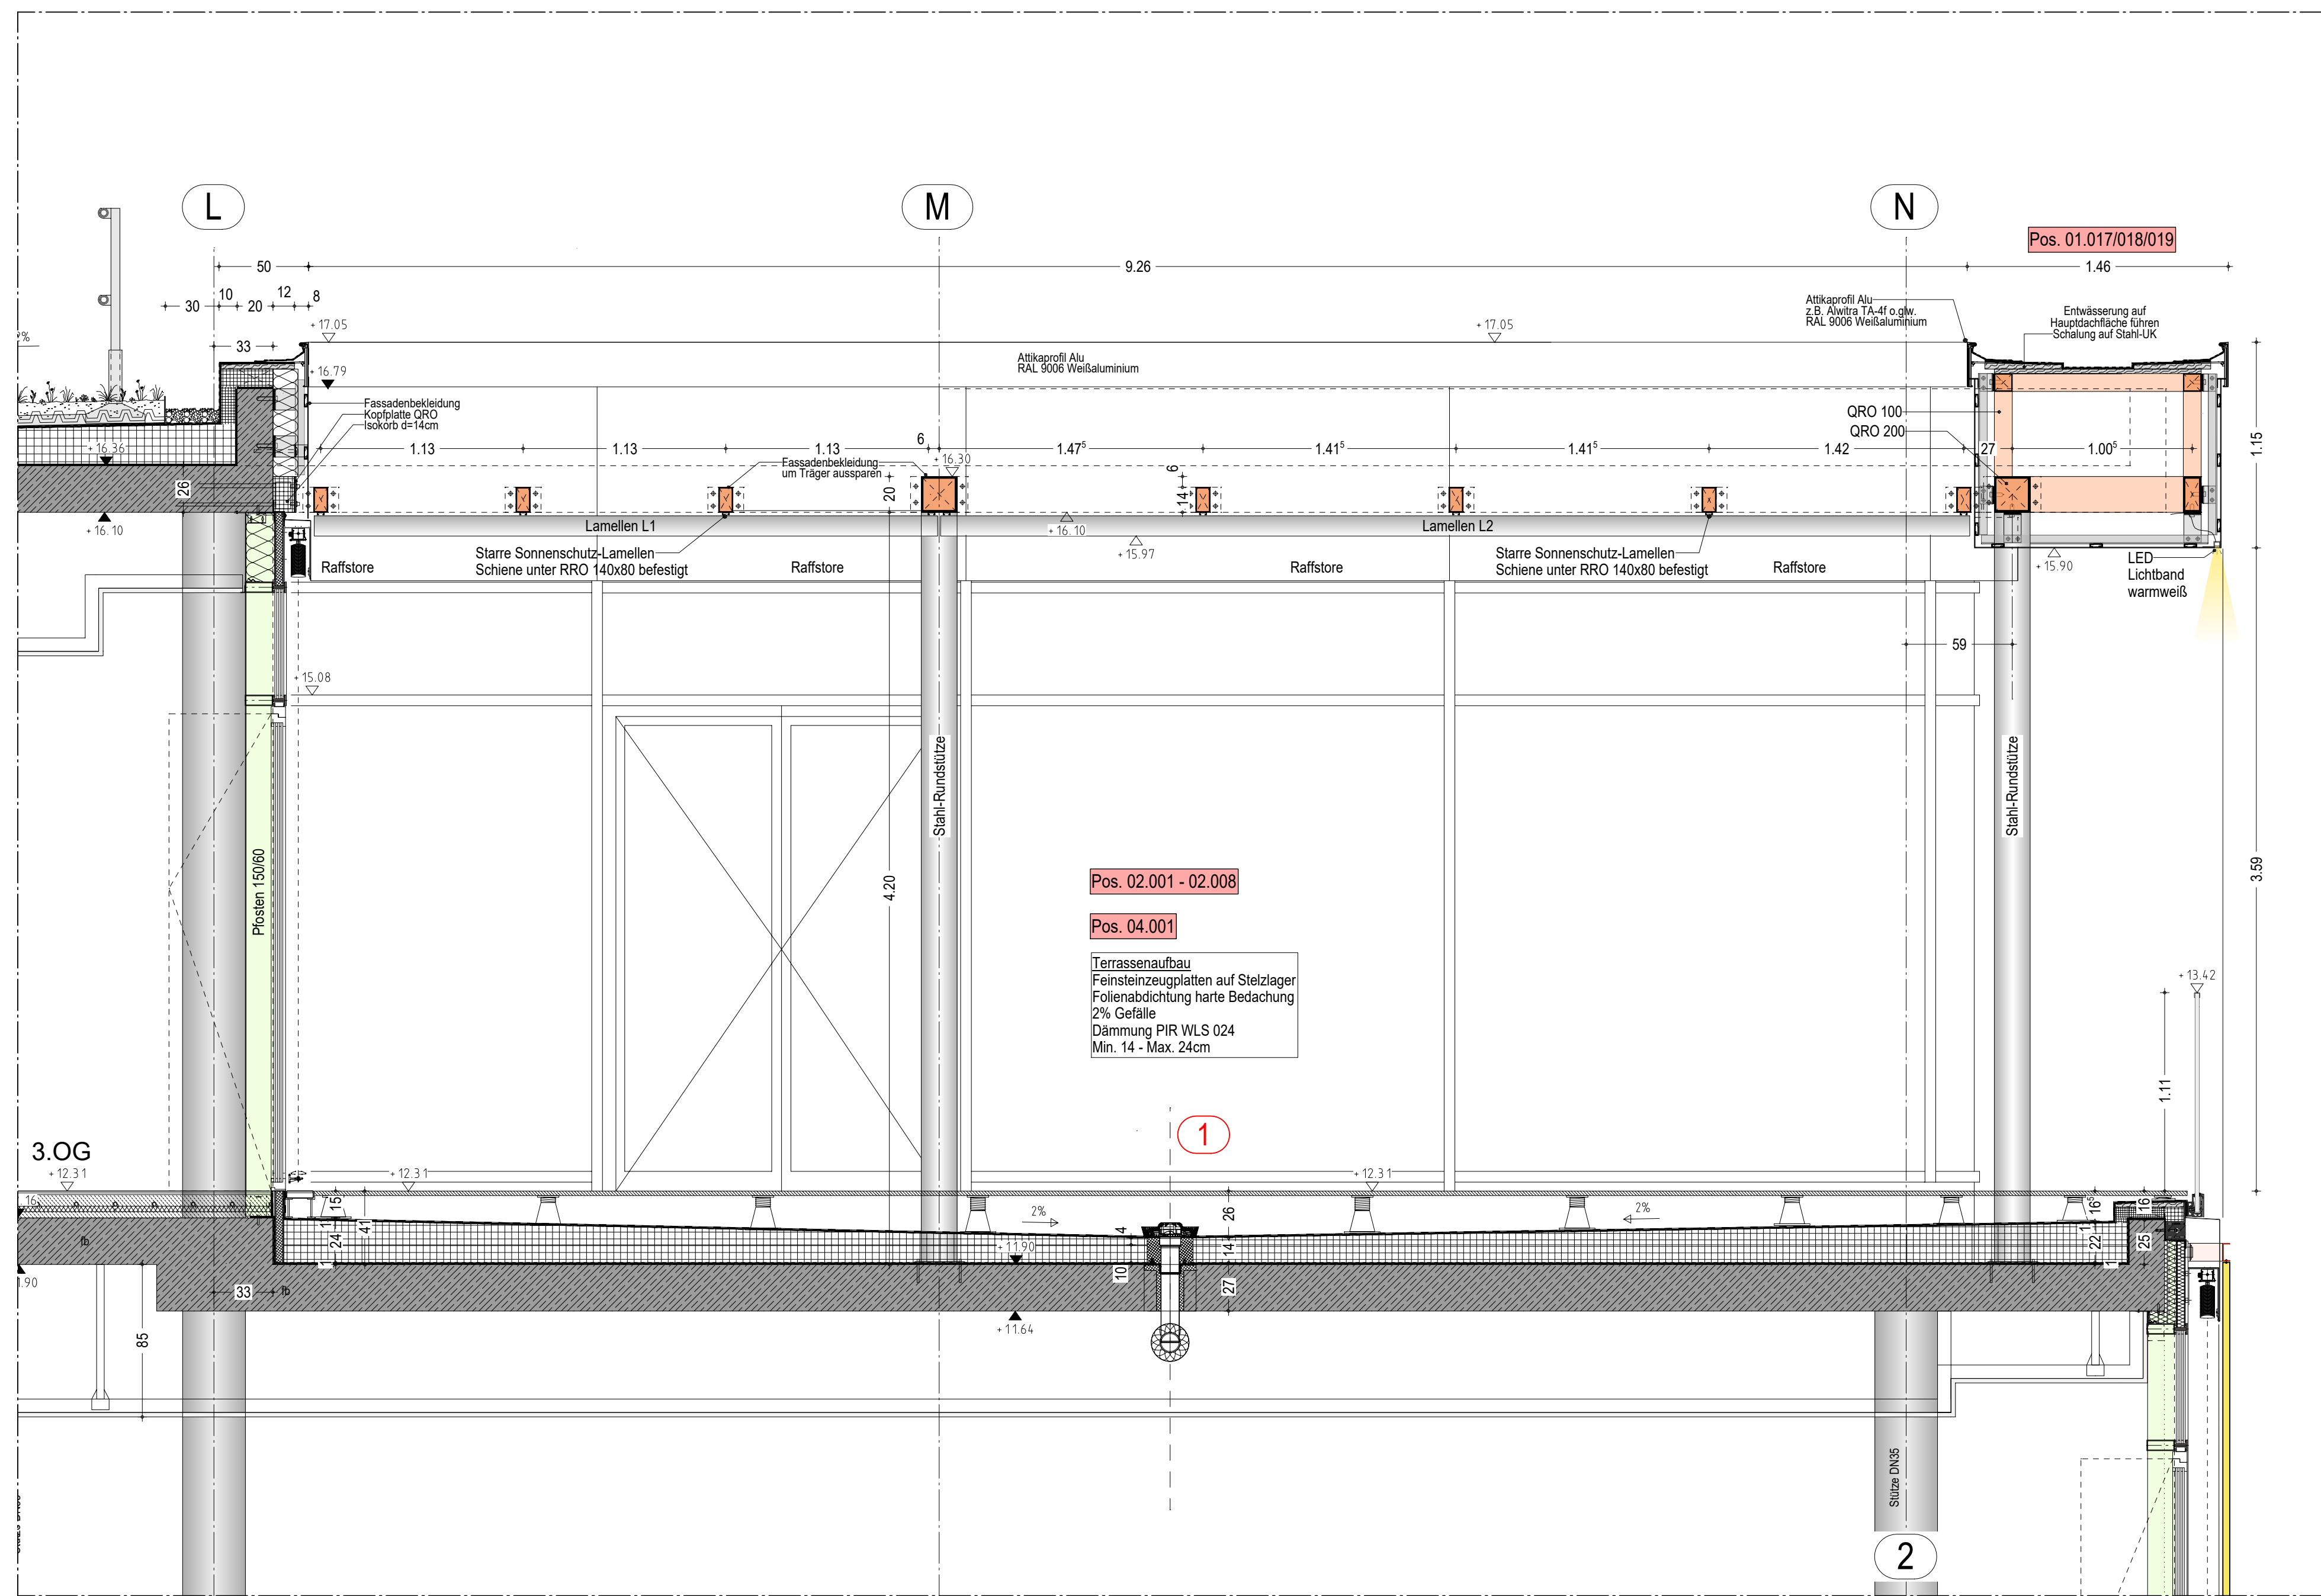 L
M
N
Pos. 01.017/018/019
50
9.26
1.46
30
10
20
12
8
33
%
+ 17.05
+ 17.05
Attikaprofil Alu
z.B. Alwitra TA-4f o.glw.
RAL 9006 Weißaluminium
Entwässerung auf
Hauptdachfläche führen
Schalung auf Stahl-UK
Attikaprofil Alu
RAL 9006 Weißaluminium
+ 16.79
Fassadenbekleidung
Kopfplatte QRO
Isokorb d=14cm
QRO 100
QRO 200
1.15
+ 16.36
1.13
1.13
1.13
6
1.47⁵
1.41⁵
1.41⁵
1.42
27
1.00⁵
Fassadenbekleidung
um Träger aussparen
+ 16.30
26
20
14
6
Lamellen L1
Lamellen L2
+ 16.10
+ 16.10
+ 15.97
+ 15.90
Starre Sonnenschutz-Lamellen
Schiene unter RRO 140x80 befestigt
Starre Sonnenschutz-Lamellen
Schiene unter RRO 140x80 befestigt
Raffstore
Raffstore
Raffstore
Raffstore
LED
Lichtband
warmweiß
59
+ 15.08
Stahl-Rundstütze
Stahl-Rundstütze
Pfosten 150/60
4.20
3.59
Pos. 02.001 - 02.008
Pos. 04.001
Terrassenaufbau
Feinsteinzeugplatten auf Stelzlager
Folienabdichtung harte Bedachung
2% Gefälle
Dämmung PIR WLS 024
Min. 14 - Max. 24cm
+ 13.42
1.11
1
3.OG
+ 12.31
+ 12.31
+ 12.31
16
15
1
24
1
41
2%
2%
4
10
26
14
27
16⁵
1
22
1
16
25
+ 11.90
1.90
fb
fb
33
+ 11.64
85
Stütze DN35
2